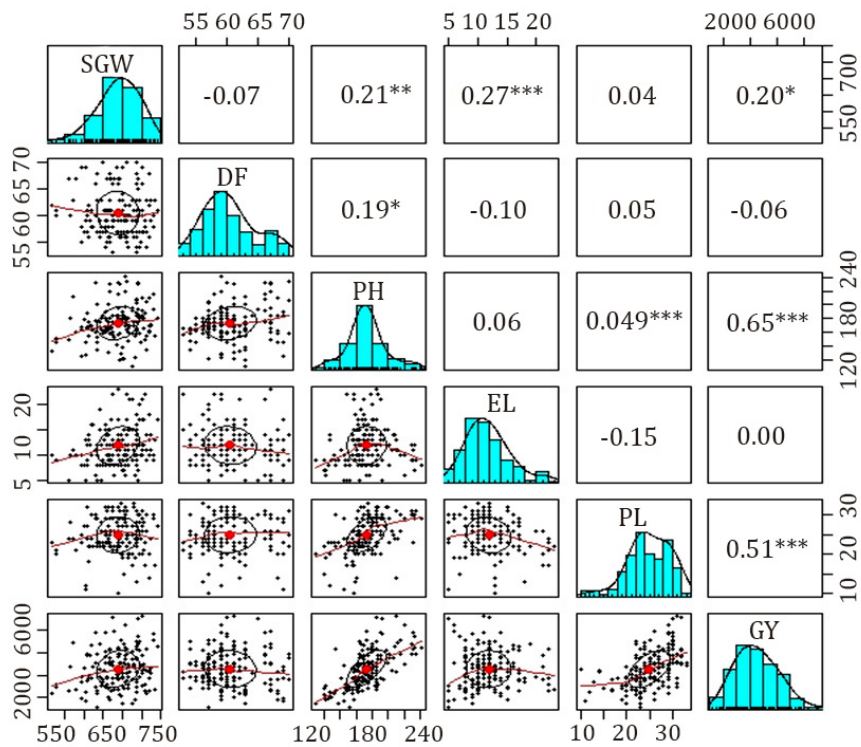 55 60 65 70 5 10 15 20 2000 6000
SGW -0.07 0.21** 0.27*** 0.04 0.20* 550 700
55 60 65 70 DF 0.19* -0.10 0.05 -0.06
PH 0.06 0.049*** 0.65*** 120 180 240
5 10 20 EL -0.15 0.00
PL 0.51*** 10 20 30
2000 6000 GY
550 650 750 120 180 240 10 20 30